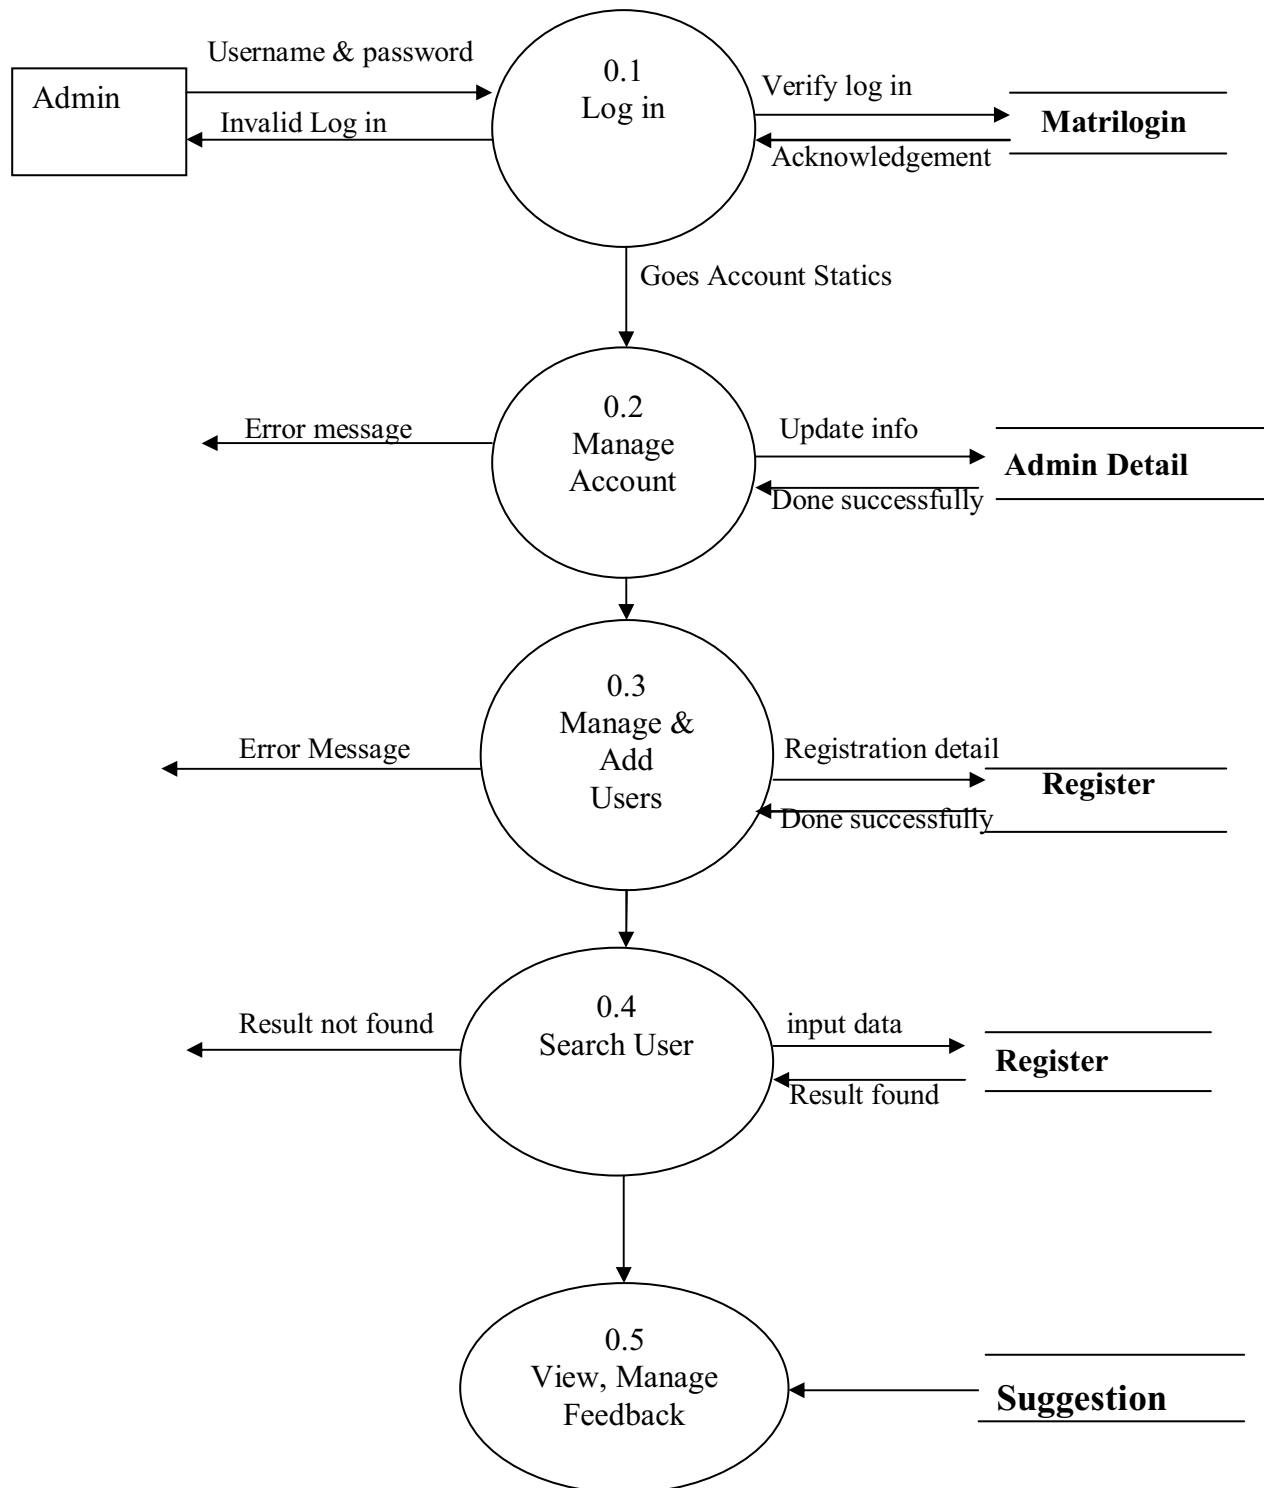 Username & password
0.1
Log in
Admin
Verify log in
Invalid Log in
Matrilogin
Acknowledgement
Goes Account Statics
0.2
Manage
Account
Error message
Update info
Admin Detail
Done successfully
0.3
Manage &
Add
Users
Error Message
Registration detail
Register
Done successfully
0.4
Search User
Result not found
input data
Register
Result found
0.5
View, Manage
Feedback
Suggestion